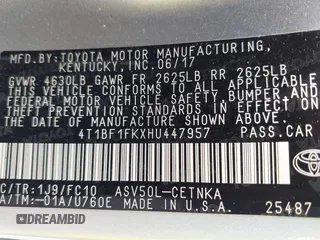 MFD.BY:TOYOTA MOTOR MANUFACTURING,
KENTUCKY,INC. 06/17
GVWR 4630LB GAWR FR 2625LB RR 2625LB
THIS VEHICLE CONFORMS TO ALL APPLICABLE
FEDERAL MOTOR VEHICLE SAFETY, BUMPER, AND
THEFT PREVENTION STANDARDS IN EFFECT ON
THE DATE OF MANUFACTURE SHOWN ABOVE.
4T1BF1FKXHU447957 PASS.CAR
C/TR:1J9/FC10 ASV50L-CETNKA
A/TM:-01A/U760E MADE IN U.S.A.
25487
TOYOTA
DREAMBID